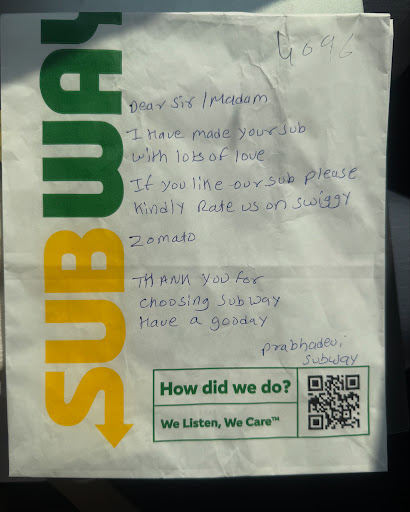 SUBWAY
4096
Dear Sir / Madam
I Have made your sub
with lots of love
If you like our sub please
kindly Rate us on swiggy
zomato
THANK you for
choosing subway
Have a gooday
prabhadevi
subway
How did we do?
We Listen, We Care™